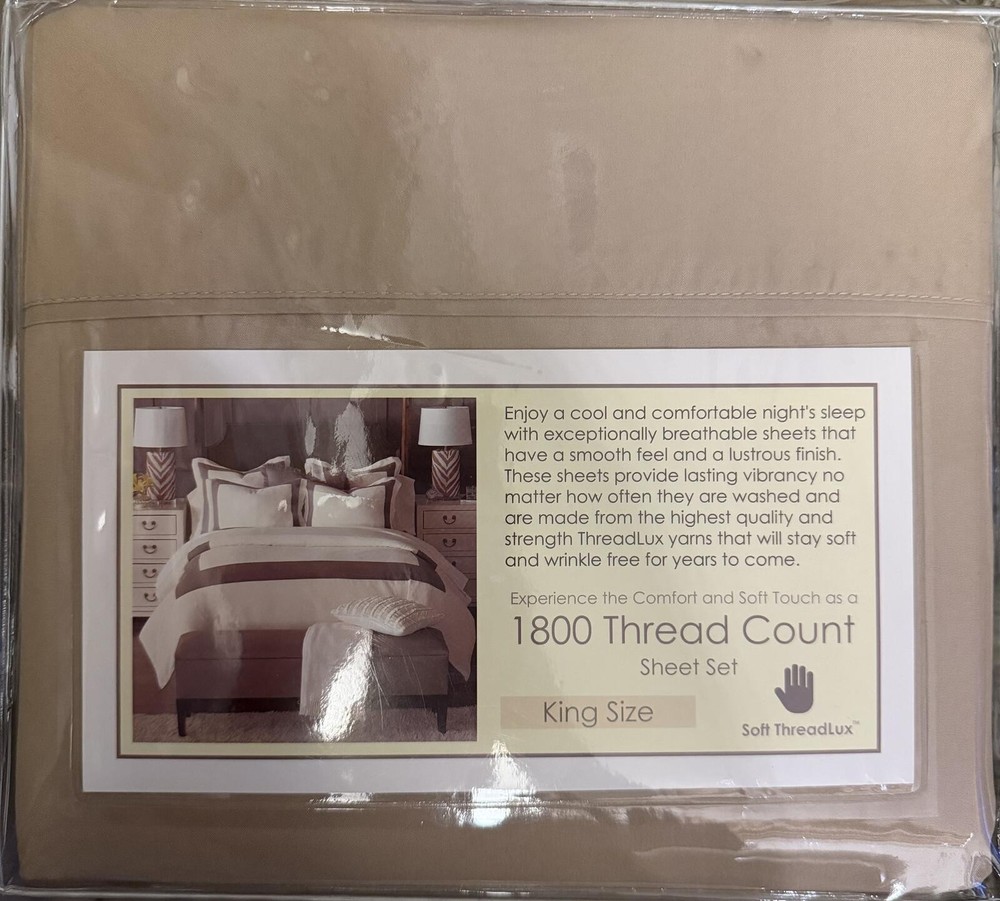 Enjoy a cool and comfortable night's sleep
with exceptionally breathable sheets that
have a smooth feel and a lustrous finish.
These sheets provide lasting vibrancy no
matter how often they are washed and
are made from the highest quality and
strength ThreadLux yarns that will stay soft
and wrinkle free for years to come.
Experience the Comfort and Soft Touch as a
1800 Thread Count
Sheet Set
King Size
Soft ThreadLux™